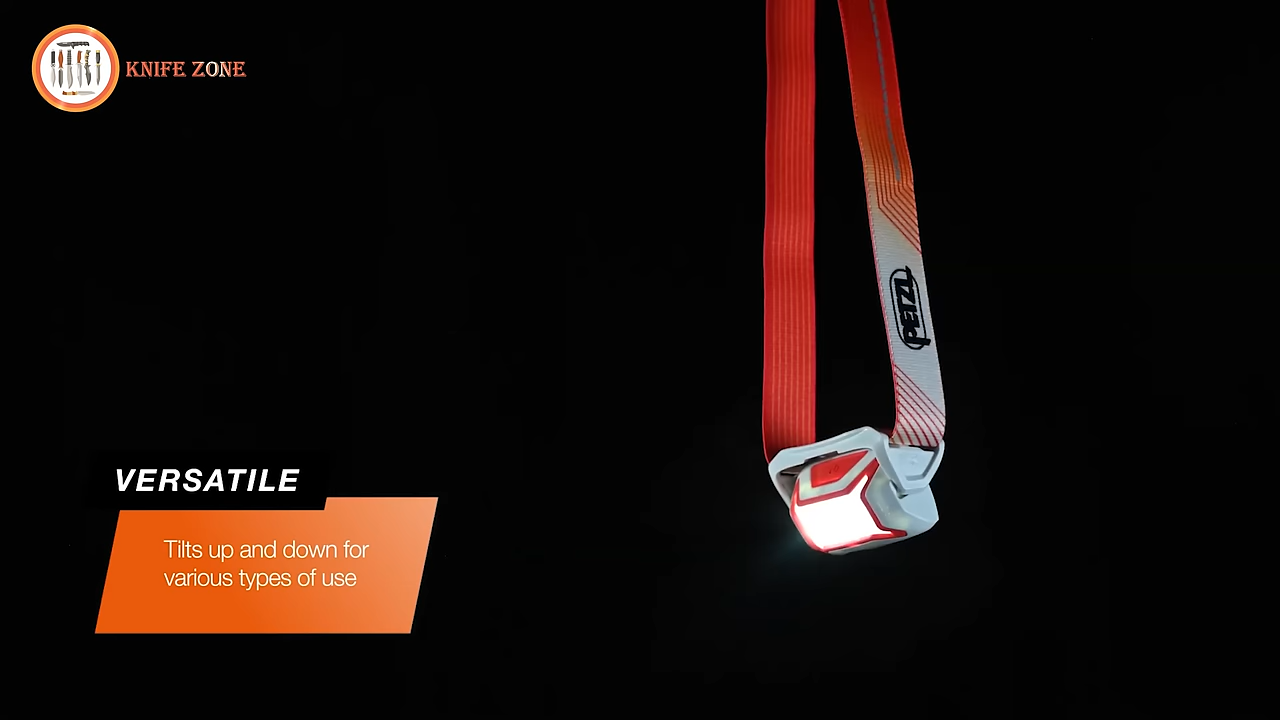 KNIFE ZONE
PETZL
VERSATILE
Tilts up and down for
various types of use